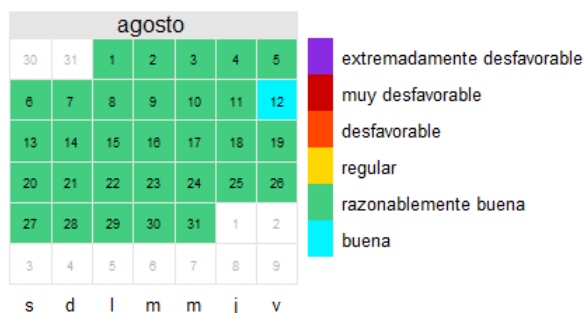 agosto
30 31 1 2 3 4 5
6 7 8 9 10 11 12
13 14 15 16 17 18 19
20 21 22 23 24 25 26
27 28 29 30 31 1 2
3 4 5 6 7 8 9
s d l m m j v
extremadamente desfavorable
muy desfavorable
desfavorable
regular
razonablemente buena
buena